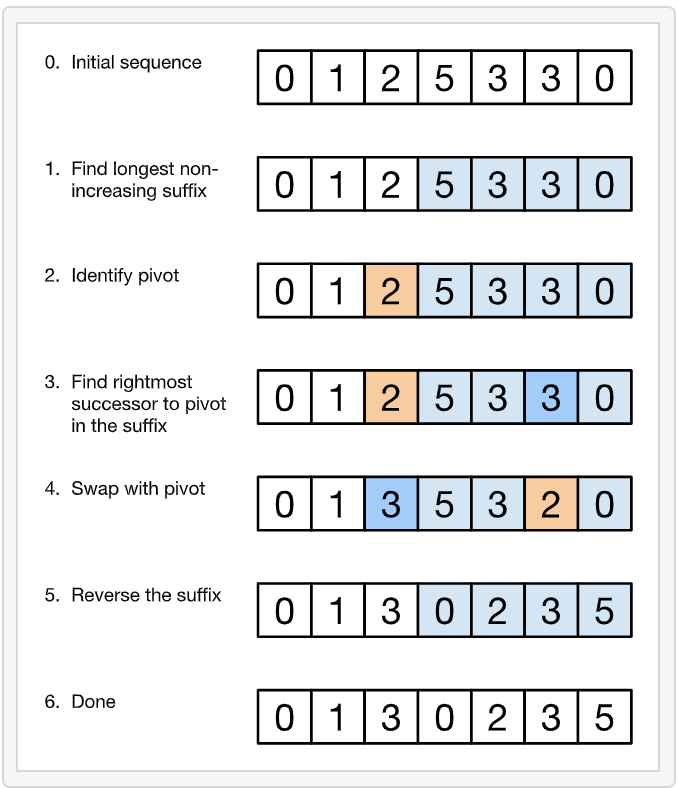 0. Initial sequence
0 1 2 5 3 3 0
1. Find longest non-
increasing suffix
0 1 2 5 3 3 0
2. Identify pivot
0 1 2 5 3 3 0
3. Find rightmost
successor to pivot
in the suffix
0 1 2 5 3 3 0
4. Swap with pivot
0 1 3 5 3 2 0
5. Reverse the suffix
0 1 3 0 2 3 5
6. Done
0 1 3 0 2 3 5